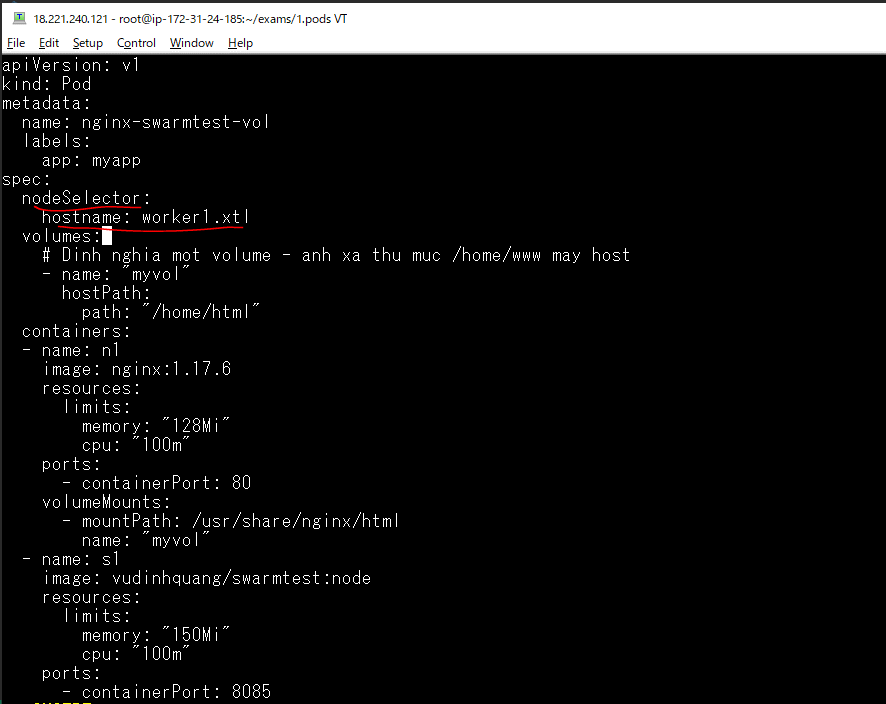 18.221.240.121 - root@ip-172-31-24-185:~/exams/1.pods VT
File Edit Setup Control Window Help
apiVersion: v1
kind: Pod
metadata:
  name: nginx-swarmtest-vol
  labels:
    app: myapp
spec:
  nodeSelector:
    hostname: worker1.xtl
  volumes:
    # Dinh nghia mot volume - anh xa thu muc /home/www may host
    - name: "myvol"
      hostPath:
        path: "/home/html"
  containers:
  - name: n1
    image: nginx:1.17.6
    resources:
      limits:
        memory: "128Mi"
        cpu: "100m"
    ports:
      - containerPort: 80
    volumeMounts:
      - mountPath: /usr/share/nginx/html
        name: "myvol"
  - name: s1
    image: vudinhquang/swarmtest:node
    resources:
      limits:
        memory: "150Mi"
        cpu: "100m"
    ports:
      - containerPort: 8085